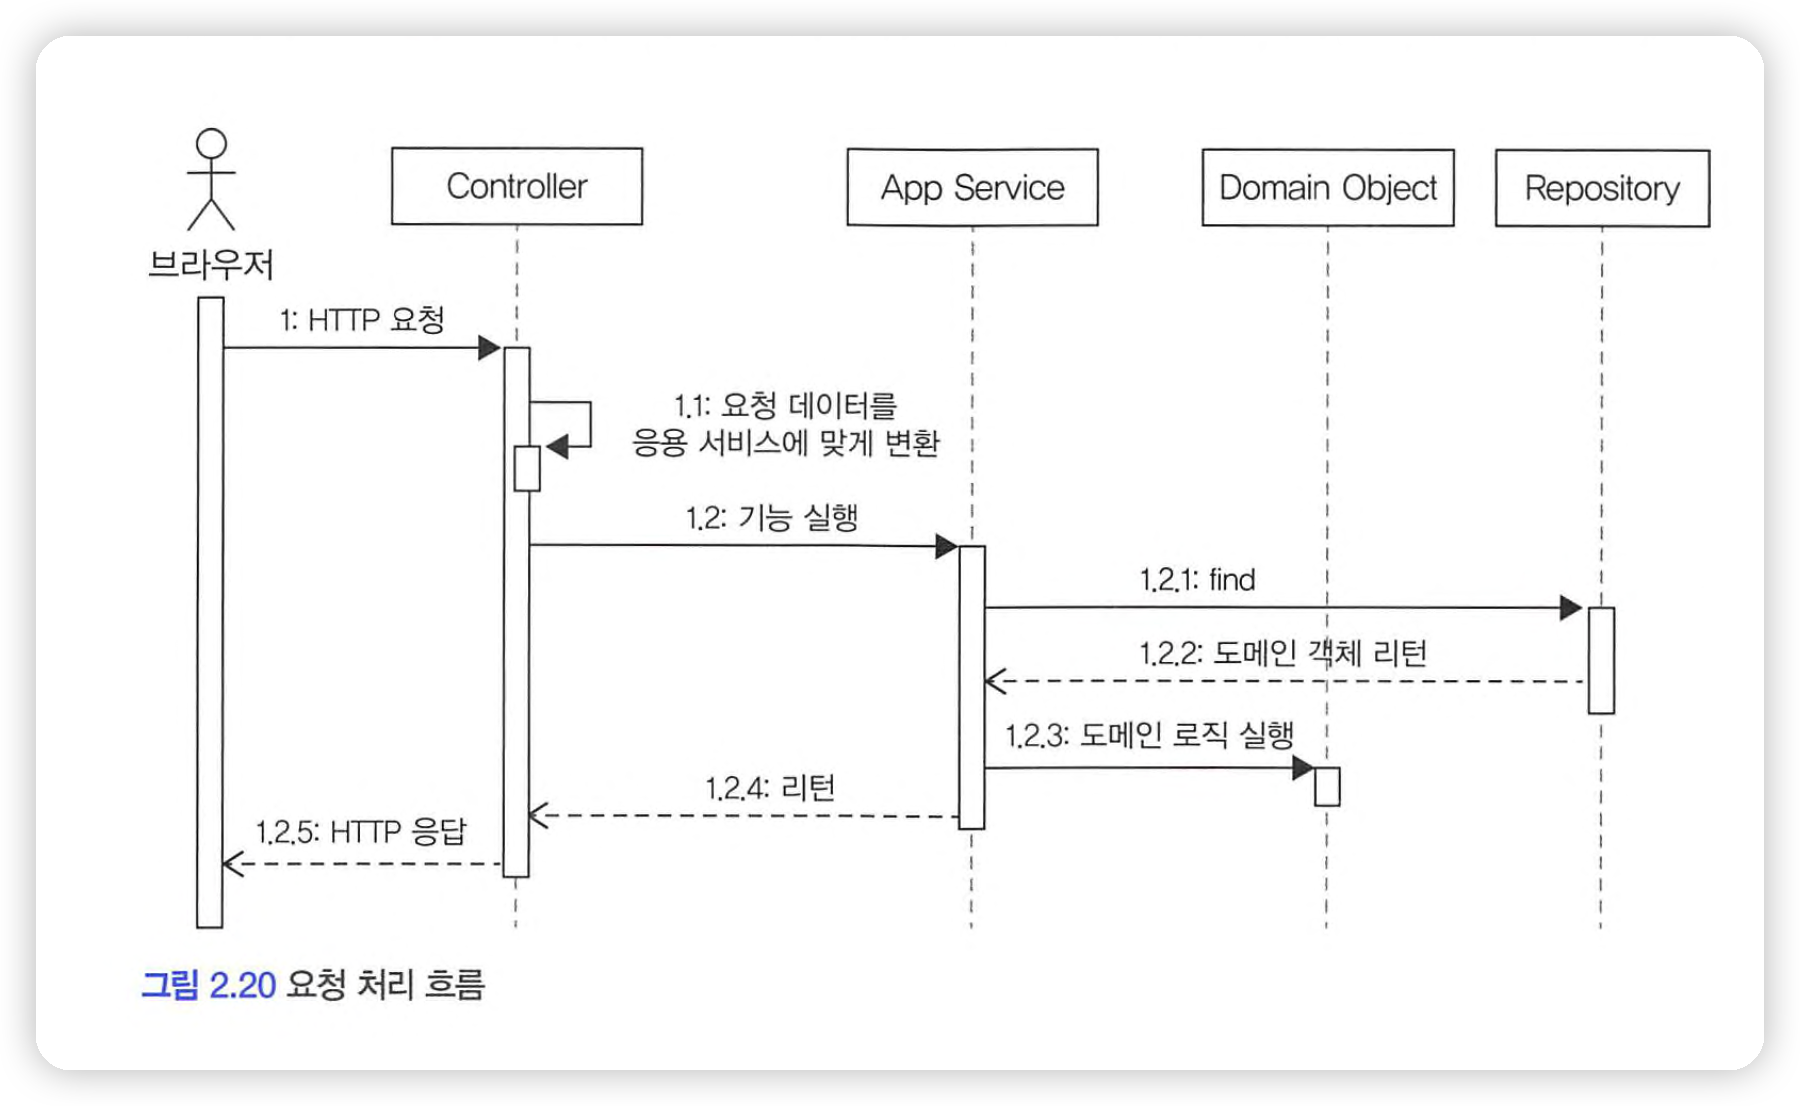 브라우저
Controller
App Service
Domain Object
Repository
1: HTTP 요청
1.1: 요청 데이터를
응용 서비스에 맞게 변환
1.2: 기능 실행
1.2.1: find
1.2.2: 도메인 객체 리턴
1.2.3: 도메인 로직 실행
1.2.4: 리턴
1.2.5: HTTP 응답
그림 2.20 요청 처리 흐름